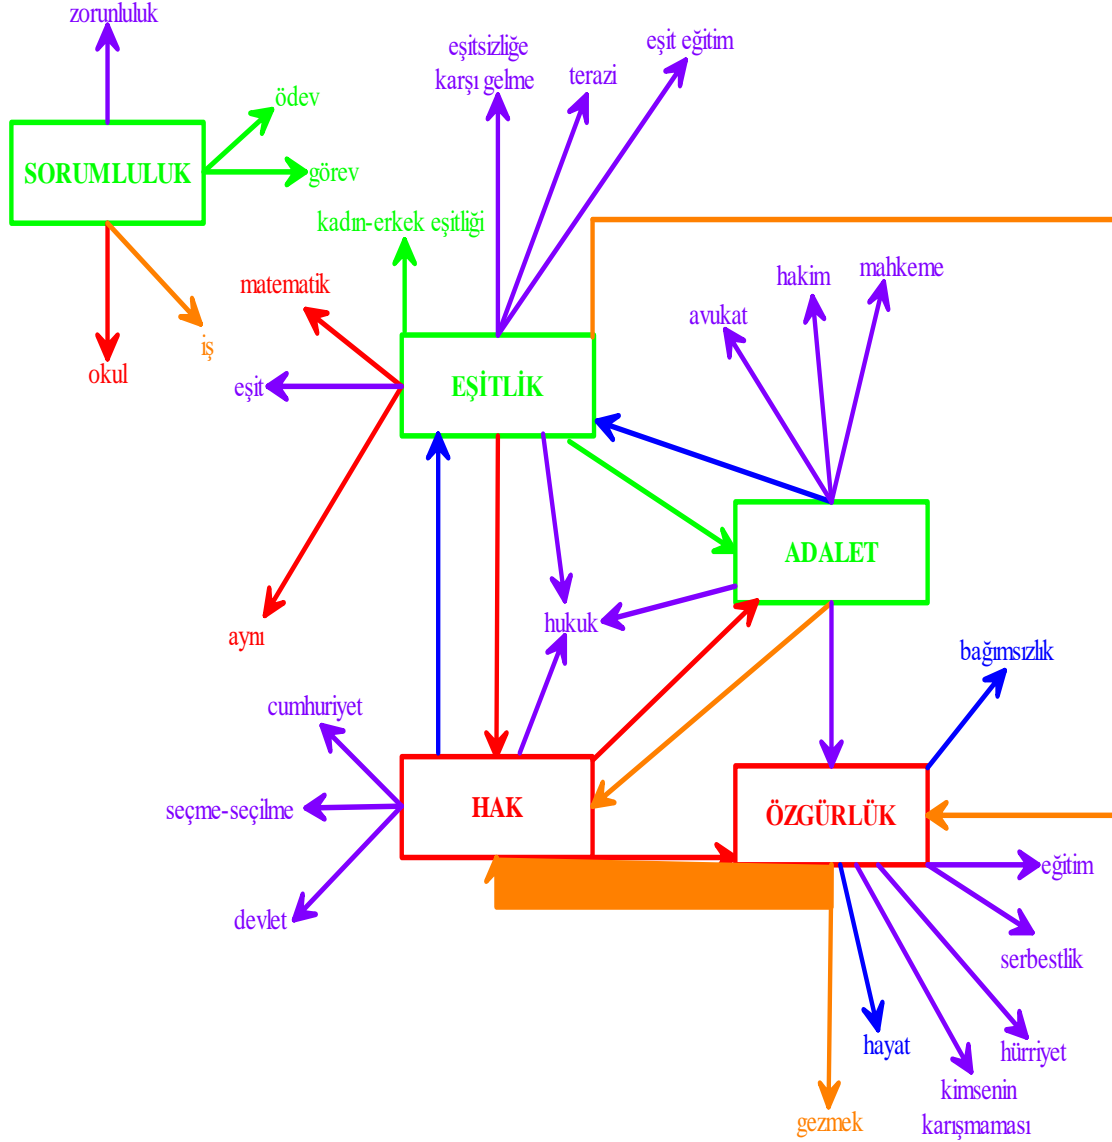 zorunluluk
ödev
SORUMLULUK
görev
iş
okul
eşitsizliğe
karşı gelme
terazi
eşit eğitim
kadın-erkek eşitliği
matematik
eşit
EŞİTLİK
aynı
avukat
hakim
mahkeme
ADALET
hukuk
bağımsızlık
cumhuriyet
seçme-seçilme
devlet
HAK
ÖZGÜRLÜK
eğitim
serbestlik
hürriyet
hayat
kimsenin
karışmaması
gezmek